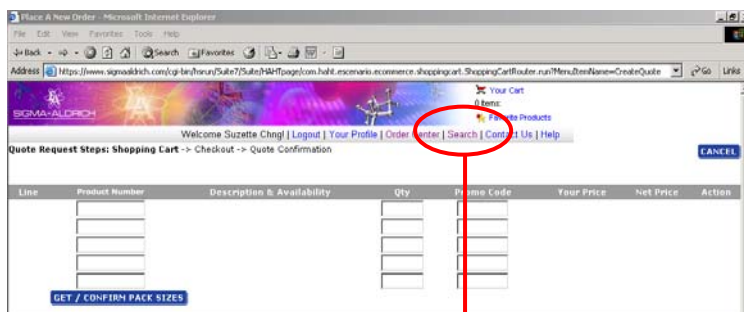 Place A New Order - Microsoft Internet Explorer
File Edit View Favorites Tools Help
Back Search Favorites
Address https://www.sigmaaldrich.com/cgi-bin/hsrun/Suite7/Suite/HAHTpage/com.haht.escenario.ecommerce.shoppingcart.ShoppingCartRouter.run?MenuItemName=CreateQuote Go Links
Your Cart
0 items:
Favorite Products
SIGMA-ALDRICH
Welcome Suzette Chng! | Logout | Your Profile | Order Center | Search | Contact Us | Help
Quote Request Steps: Shopping Cart -> Checkout -> Quote Confirmation
CANCEL
Line Product Number Description & Availability Qty Promo Code Your Price Net Price Action
GET / CONFIRM PACK SIZES